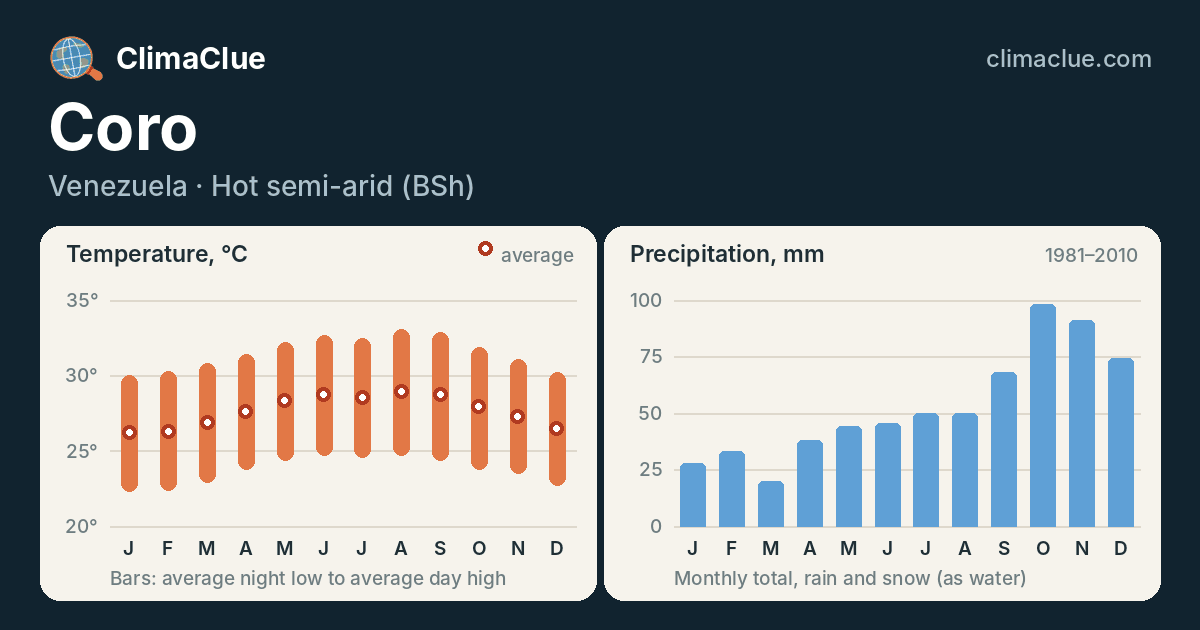 ClimaClue
climaclue.com
Coro
Venezuela · Hot semi-arid (BSh)
Temperature, °C
average
35°
30°
25°
20°
J F M A M J J A S O N D
Bars: average night low to average day high
Precipitation, mm
1981–2010
100
75
50
25
0
J F M A M J J A S O N D
Monthly total, rain and snow (as water)